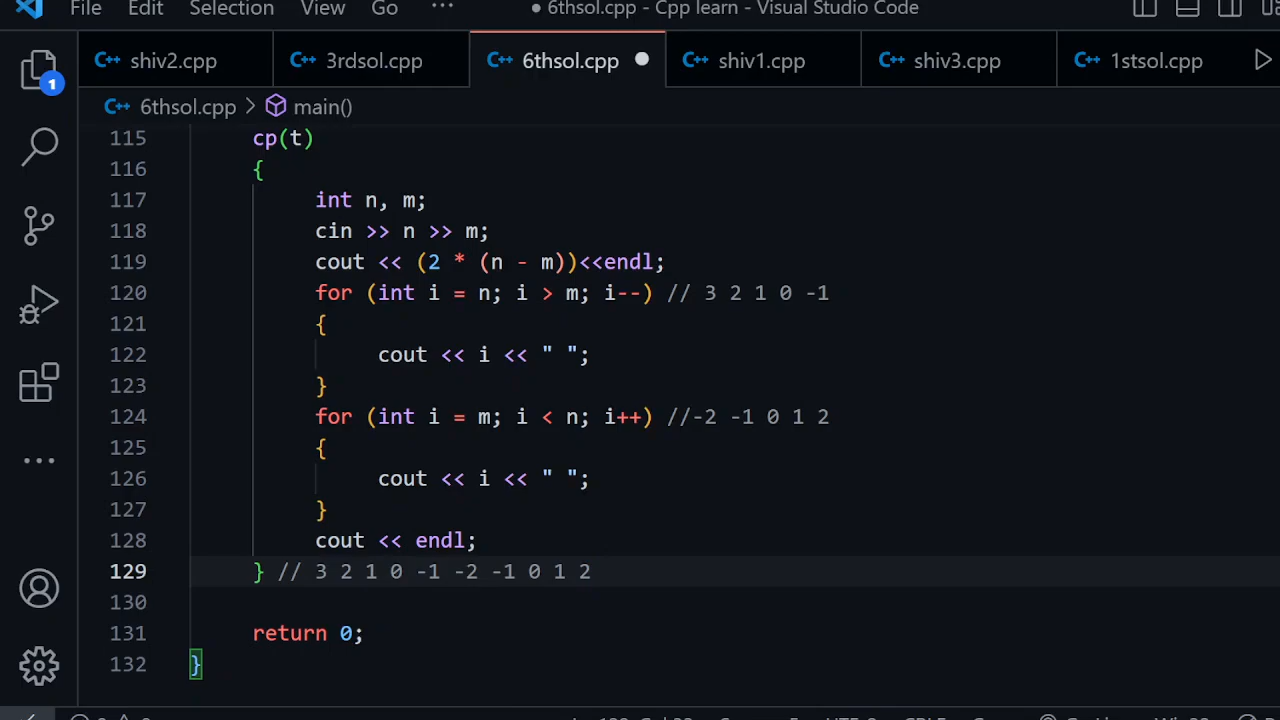 File Edit Selection View Go ··· ● 6thsol.cpp - Cpp learn - Visual Studio Code
C++ shiv2.cpp C++ 3rdsol.cpp C++ 6thsol.cpp ● C++ shiv1.cpp C++ shiv3.cpp C++ 1stsol.cpp
1
C++ 6thsol.cpp > main()
115 cp(t)
116 {
117 int n, m;
118 cin >> n >> m;
119 cout << (2 * (n - m))<<endl;
120 for (int i = n; i > m; i--) // 3 2 1 0 -1
121 {
122 cout << i << " ";
123 }
124 for (int i = m; i < n; i++) //-2 -1 0 1 2
125 {
126 cout << i << " ";
127 }
128 cout << endl;
129 } // 3 2 1 0 -1 -2 -1 0 1 2
130
131 return 0;
132 }